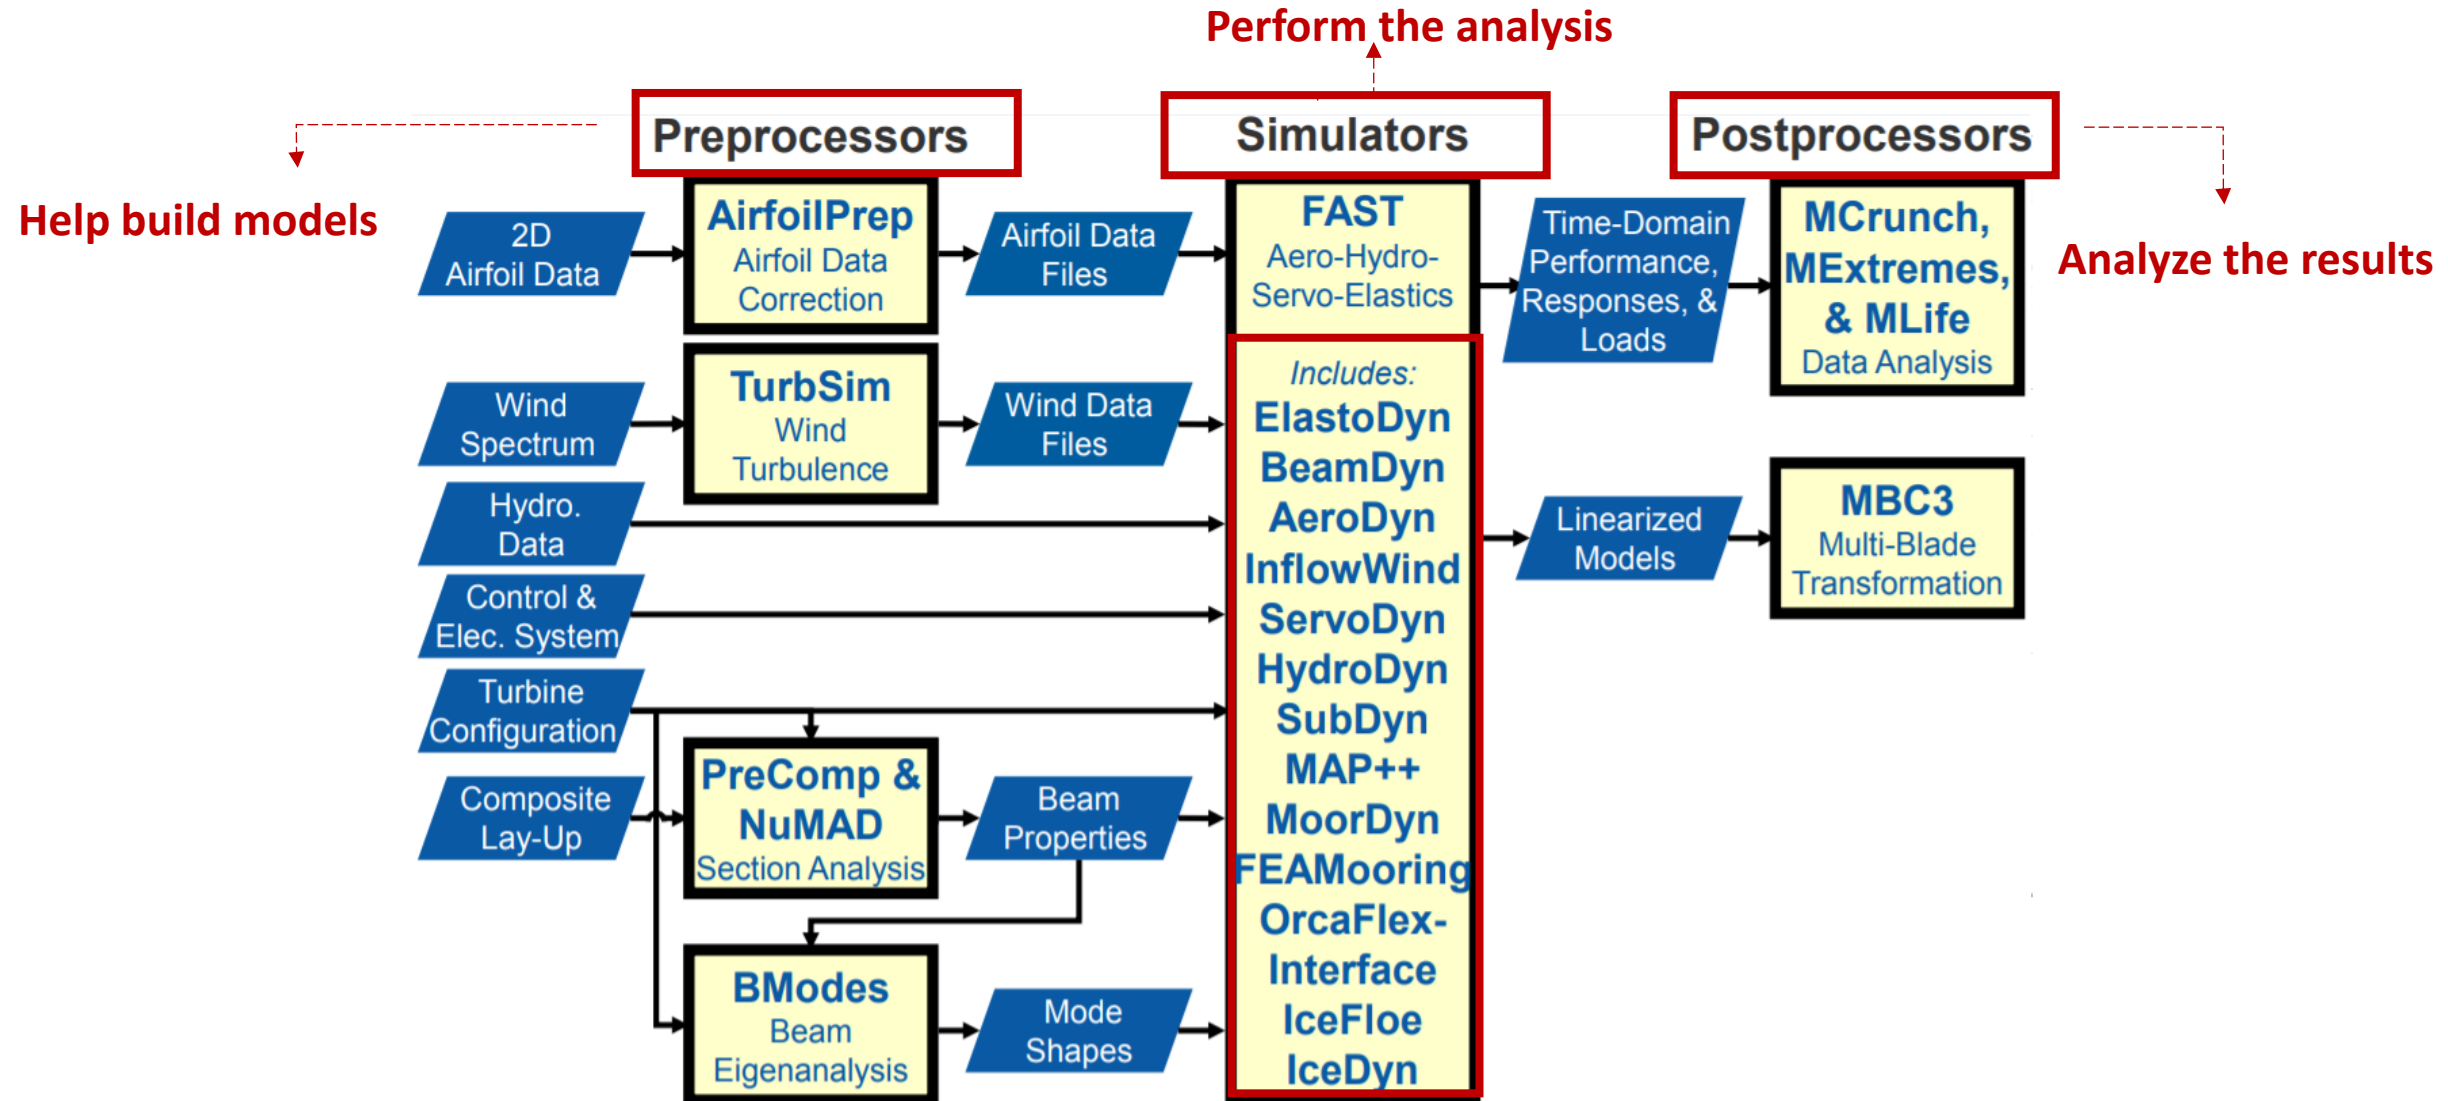 Perform the analysis
Preprocessors
Simulators
Postprocessors
Help build models
Analyze the results
2D
Airfoil Data
AirfoilPrep
Airfoil Data
Correction
Airfoil Data
Files
FAST
Aero-Hydro-
Servo-Elastics
Time-Domain
Performance,
Responses, &
Loads
MCrunch,
MExtremes,
& MLife
Data Analysis
Wind
Spectrum
TurbSim
Wind
Turbulence
Wind Data
Files
Includes:
ElastoDyn
BeamDyn
AeroDyn
InflowWind
ServoDyn
HydroDyn
SubDyn
MAP++
MoorDyn
FEAMooring
OrcaFlex-
Interface
IceFloe
IceDyn
Hydro.
Data
Linearized
Models
MBC3
Multi-Blade
Transformation
Control &
Elec. System
Turbine
Configuration
Composite
Lay-Up
PreComp &
NuMAD
Section Analysis
Beam
Properties
BModes
Beam
Eigenanalysis
Mode
Shapes